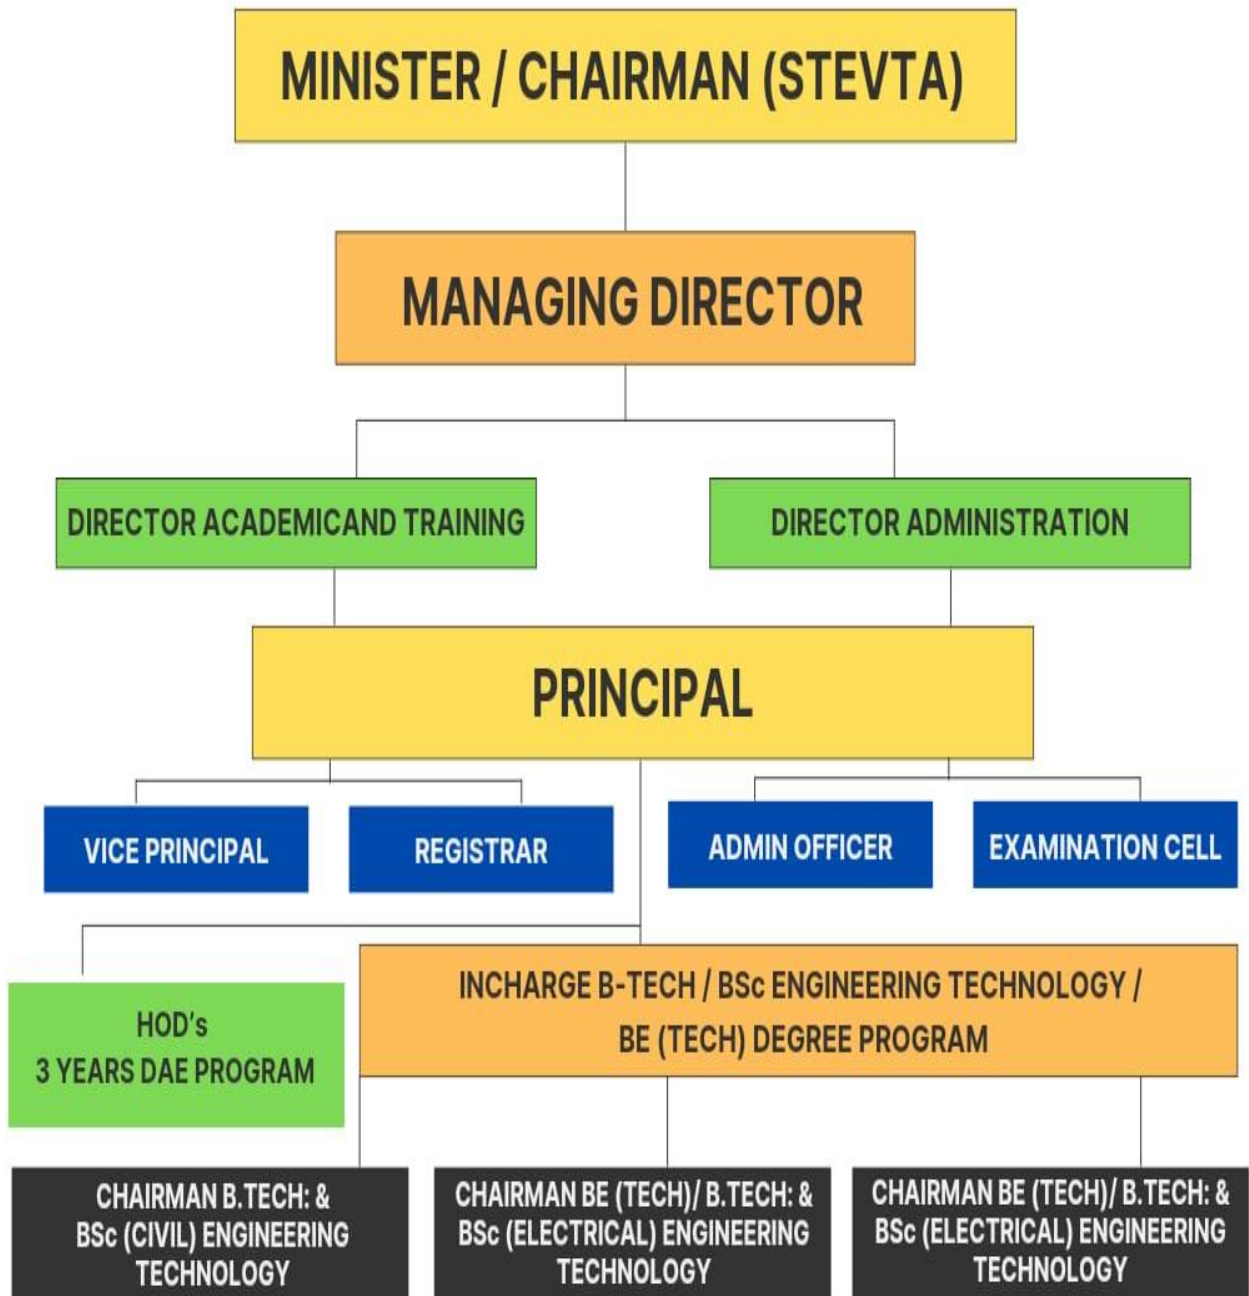 MINISTER / CHAIRMAN (STEVTA)
MANAGING DIRECTOR
DIRECTOR ACADEMICAND TRAINING
DIRECTOR ADMINISTRATION
PRINCIPAL
VICE PRINCIPAL
REGISTRAR
ADMIN OFFICER
EXAMINATION CELL
HOD's
3 YEARS DAE PROGRAM
INCHARGE B-TECH / BSc ENGINEERING TECHNOLOGY /
BE (TECH) DEGREE PROGRAM
CHAIRMAN B.TECH: &
BSc (CIVIL) ENGINEERING
TECHNOLOGY
CHAIRMAN BE (TECH)/ B.TECH: &
BSc (ELECTRICAL) ENGINEERING
TECHNOLOGY
CHAIRMAN BE (TECH)/ B.TECH: &
BSc (ELECTRICAL) ENGINEERING
TECHNOLOGY